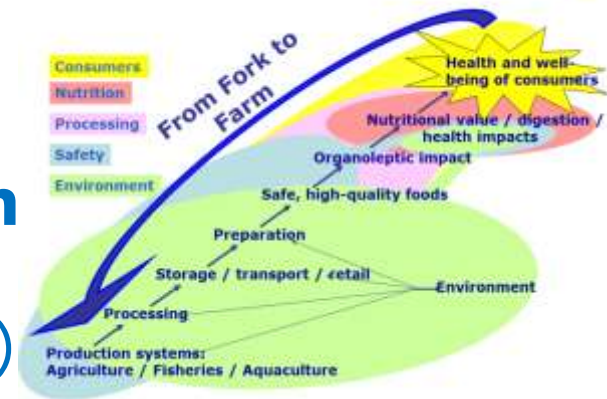 Consumers
Nutrition
Processing
Safety
Environment
From Fork to
Farm
Health and well-
being of consumers
Nutritional value / digestion /
health impacts
Organoleptic impact
Safe, high-quality foods
Preparation
Storage / transport / retail
Environment
Processing
Production systems:
Agriculture / Fisheries / Aquaculture